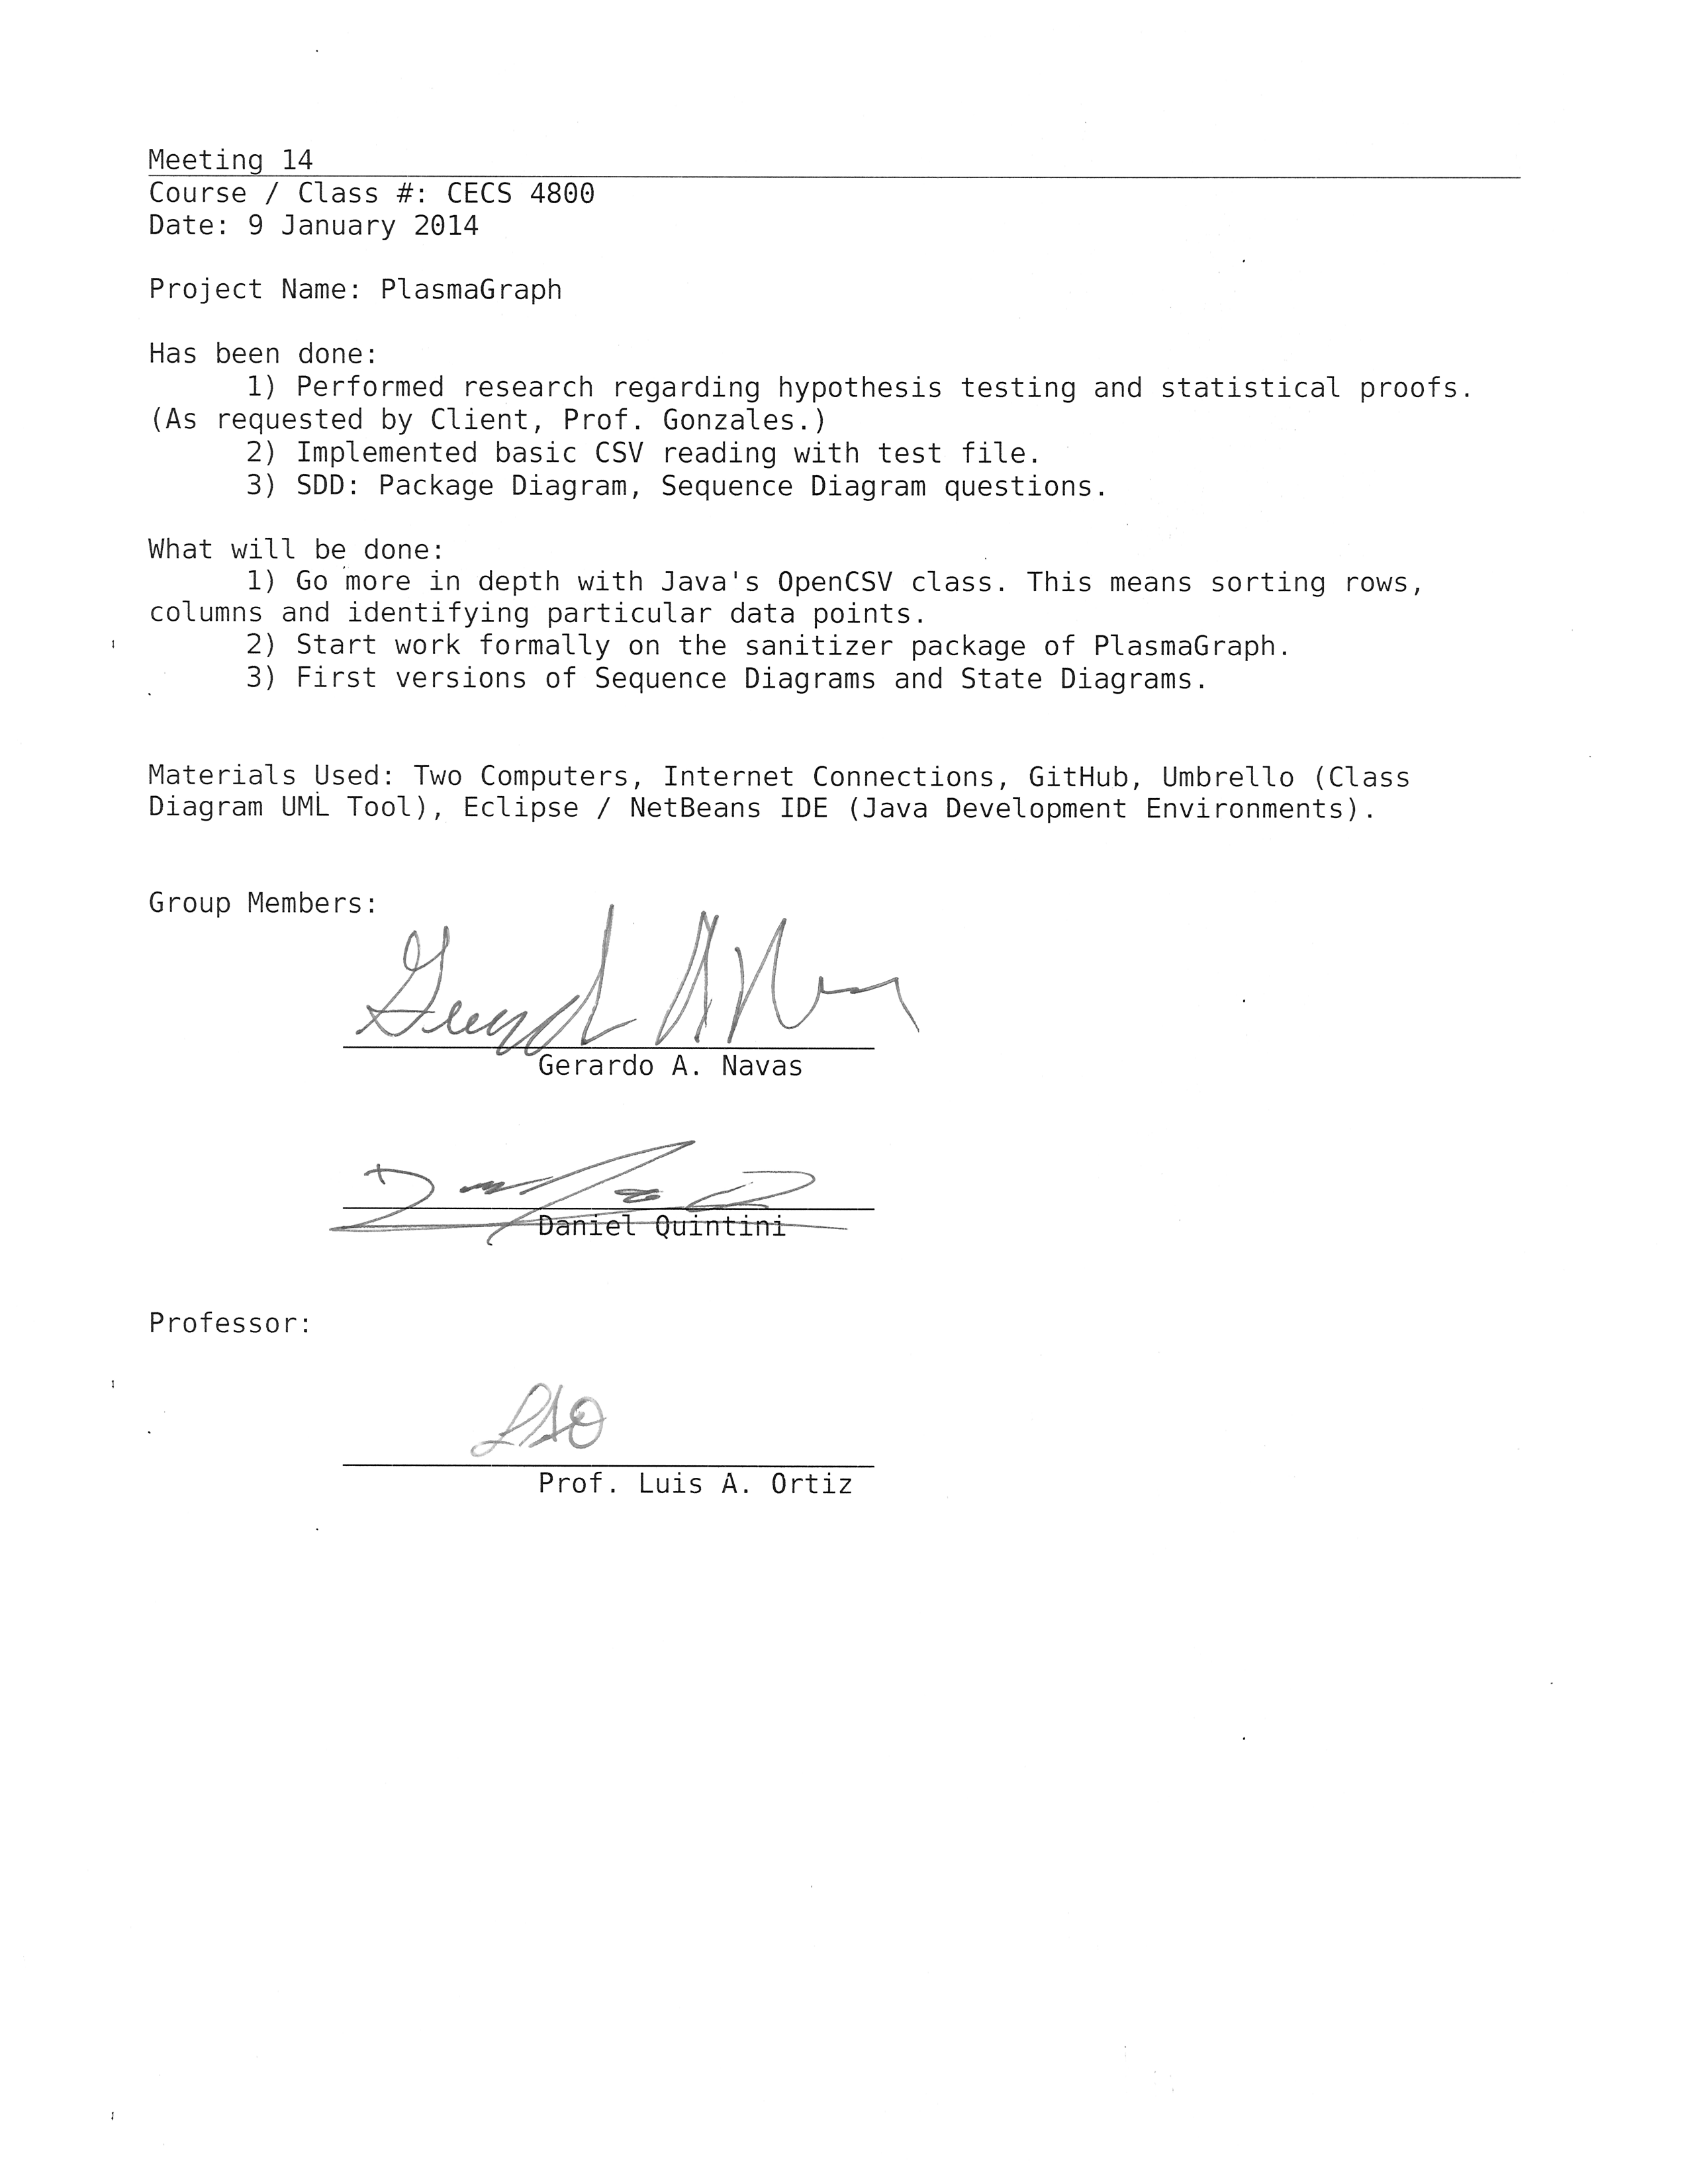 Meeting 14
Course / Class #: CECS 4800
Date: 9 January 2014
Project Name: PlasmaGraph
Has been done:
1) Performed research regarding hypothesis testing and statistical proofs.
(As requested by Client, Prof. Gonzales.)
2) Implemented basic CSV reading with test file.
3) SDD: Package Diagram, Sequence Diagram questions.
What will be done:
1) Go more in depth with Java's OpenCSV class. This means sorting rows,
columns and identifying particular data points.
2) Start work formally on the sanitizer package of PlasmaGraph.
3) First versions of Sequence Diagrams and State Diagrams.
Materials Used: Two Computers, Internet Connections, GitHub, Umbrello (Class
Diagram UML Tool), Eclipse / NetBeans IDE (Java Development Environments).
Group Members:
Gerardo A. Navas
Daniel Quintini
Professor:
LAO
Prof. Luis A. Ortiz